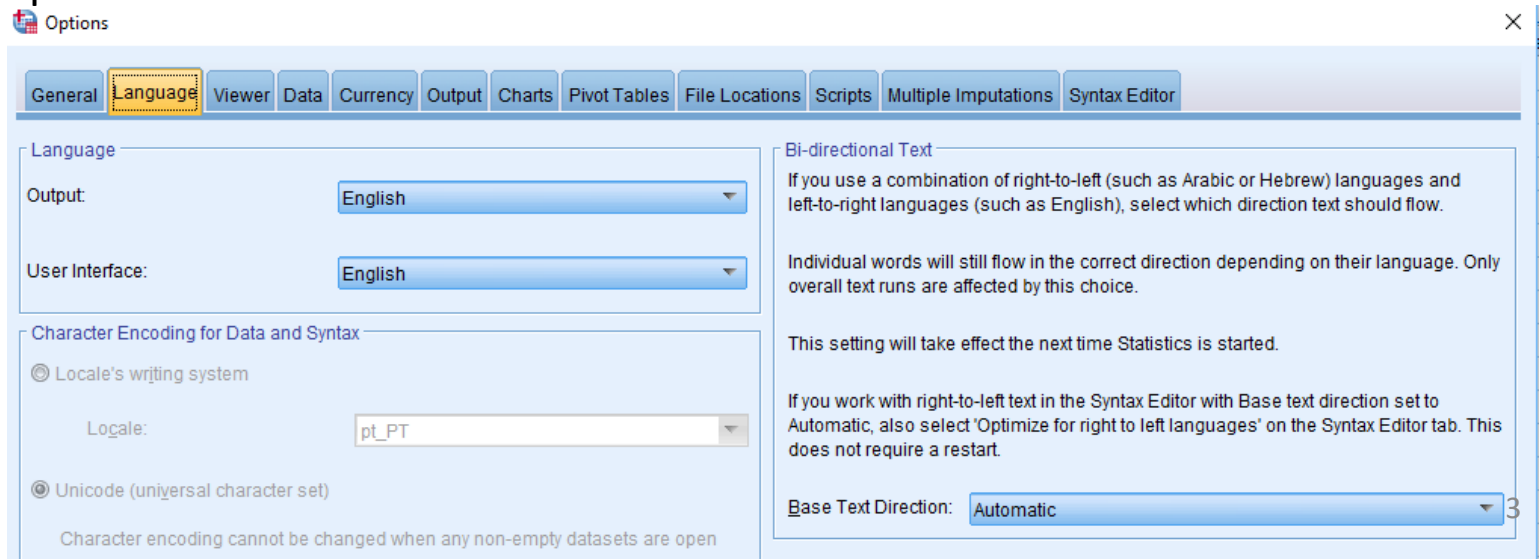 Options
General Language Viewer Data Currency Output Charts Pivot Tables File Locations Scripts Multiple Imputations Syntax Editor
Language
Output:
English
User Interface:
English
Character Encoding for Data and Syntax
Locale's writing system
Locale:
pt_PT
Unicode (universal character set)
Character encoding cannot be changed when any non-empty datasets are open
Bi-directional Text
If you use a combination of right-to-left (such as Arabic or Hebrew) languages and
left-to-right languages (such as English), select which direction text should flow.
Individual words will still flow in the correct direction depending on their language. Only
overall text runs are affected by this choice.
This setting will take effect the next time Statistics is started.
If you work with right-to-left text in the Syntax Editor with Base text direction set to
Automatic, also select 'Optimize for right to left languages' on the Syntax Editor tab. This
does not require a restart.
Base Text Direction:
Automatic
3